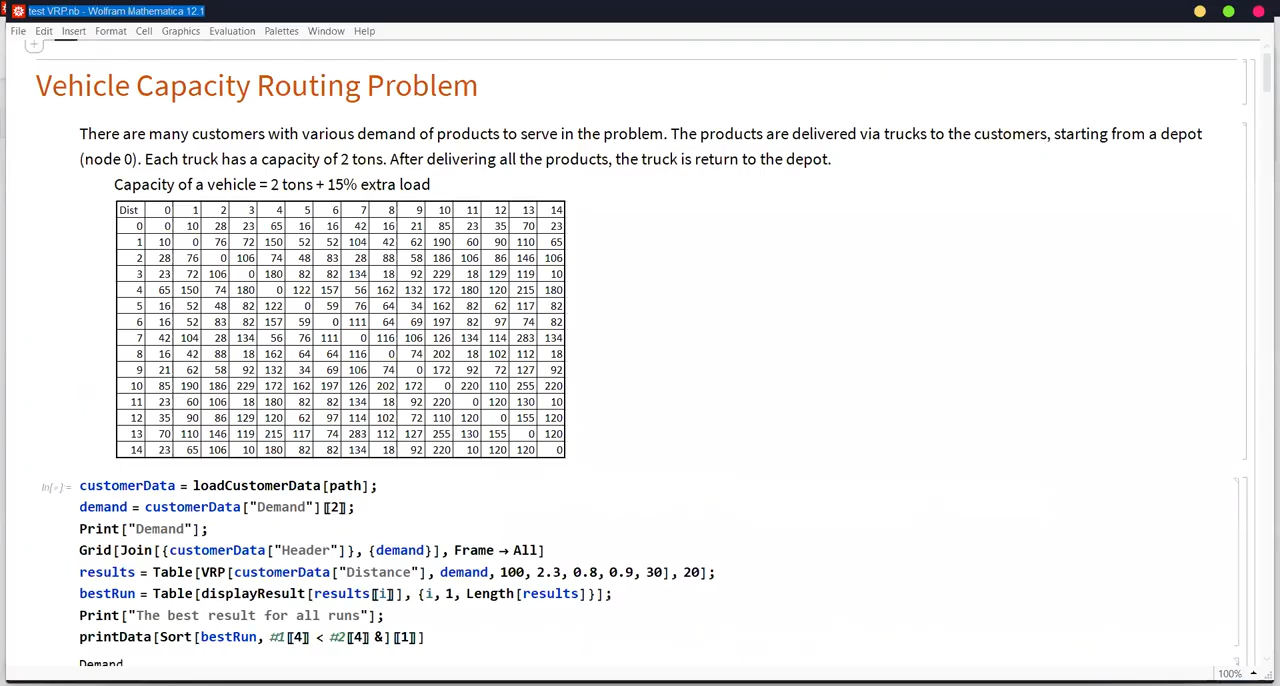 test VRP.nb - Wolfram Mathematica 12.1
File Edit Insert Format Cell Graphics Evaluation Palettes Window Help
Vehicle Capacity Routing Problem
There are many customers with various demand of products to serve in the problem. The products are delivered via trucks to the customers, starting from a depot
(node 0). Each truck has a capacity of 2 tons. After delivering all the products, the truck is return to the depot.
Capacity of a vehicle = 2 tons + 15% extra load
Dist 0 1 2 3 4 5 6 7 8 9 10 11 12 13 14
0 0 10 28 23 65 16 16 42 16 21 85 23 35 70 23
1 10 0 76 72 150 52 52 104 42 62 190 60 90 110 65
2 28 76 0 106 74 48 83 28 88 58 186 106 86 146 106
3 23 72 106 0 180 82 82 134 18 92 229 18 129 119 10
4 65 150 74 180 0 122 157 56 162 132 172 180 120 215 180
5 16 52 48 82 122 0 59 76 64 34 162 82 62 117 82
6 16 52 83 82 157 59 0 111 64 69 197 82 97 74 82
7 42 104 28 134 56 76 111 0 116 106 126 134 114 283 134
8 16 42 88 18 162 64 64 116 0 74 202 18 102 112 18
9 21 62 58 92 132 34 69 106 74 0 172 92 72 127 92
10 85 190 186 229 172 162 197 126 202 172 0 220 110 255 220
11 23 60 106 18 180 82 82 134 18 92 220 0 120 130 10
12 35 90 86 129 120 62 97 114 102 72 110 120 0 155 120
13 70 110 146 119 215 117 74 283 112 127 255 130 155 0 120
14 23 65 106 10 180 82 82 134 18 92 220 10 120 120 0
In[∘]:= customerData = loadCustomerData[path];
demand = customerData["Demand"]〚2〛;
Print["Demand"];
Grid[Join[{customerData["Header"]}, {demand}], Frame → All]
results = Table[VRP[customerData["Distance"], demand, 100, 2.3, 0.8, 0.9, 30], 20];
bestRun = Table[displayResult[results〚i〛], {i, 1, Length[results]}];
Print["The best result for all runs"];
printData[Sort[bestRun, #1〚4〛 < #2〚4〛 &]〚1〛]
Demand
100%